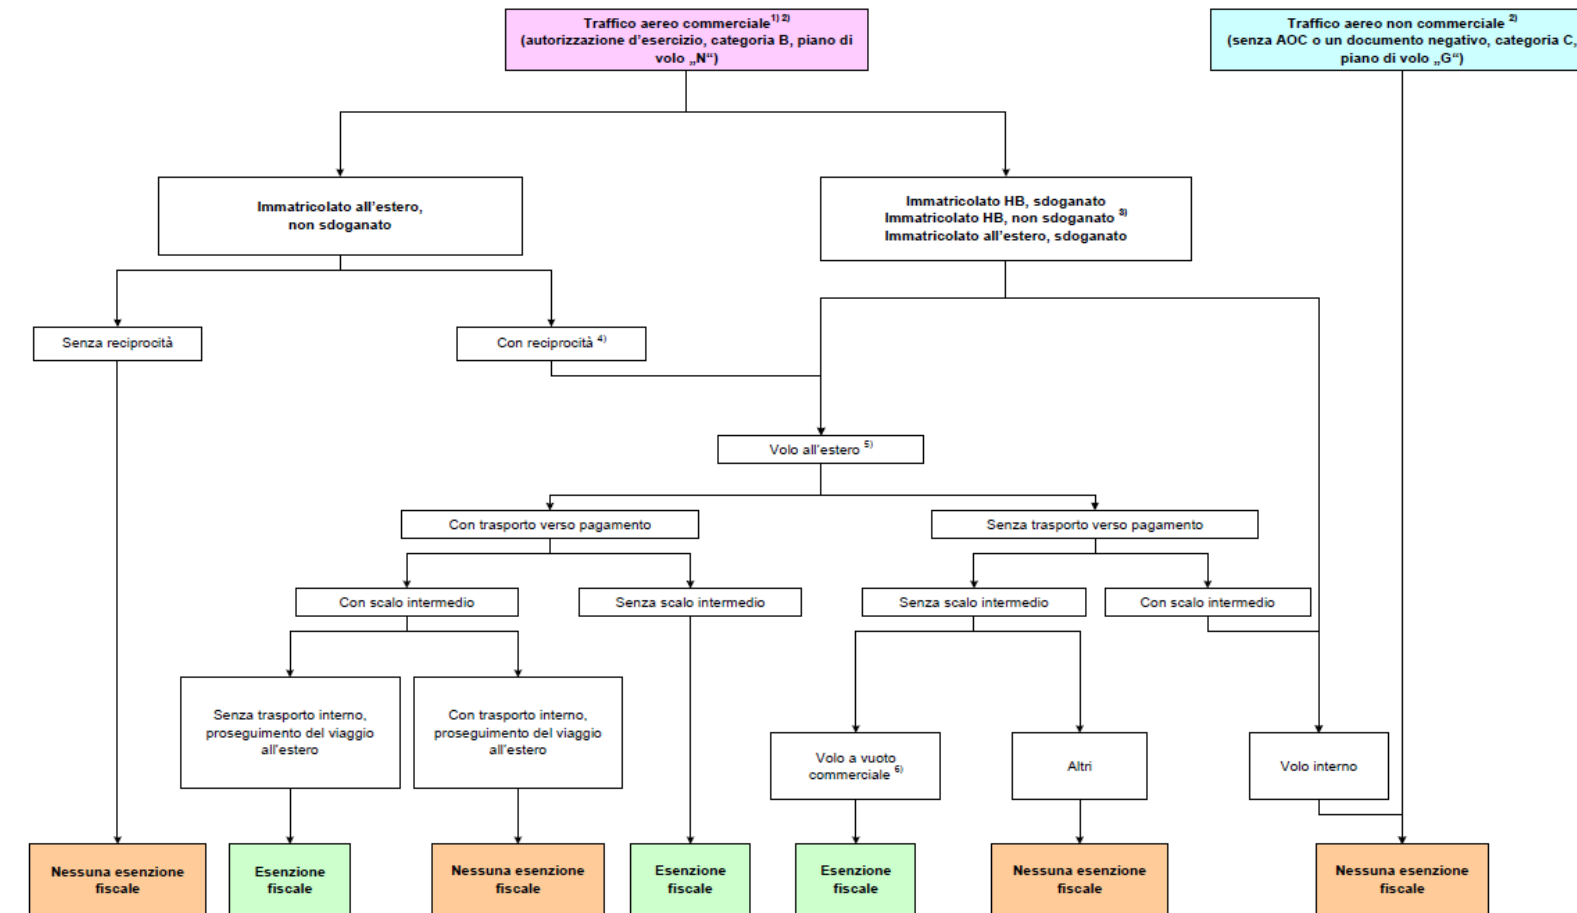 Traffico aereo commerciale 1) 2)
(autorizzazione d'esercizio, categoria B, piano di
volo „N“)
Traffico aereo non commerciale 2)
(senza AOC o un documento negativo, categoria C,
piano di volo „G“)
Immatricolato all'estero,
non sdoganato
Immatricolato HB, sdoganato
Immatricolato HB, non sdoganato 3)
Immatricolato all'estero, sdoganato
Senza reciprocità
Con reciprocità 4)
Volo all'estero 5)
Con trasporto verso pagamento
Senza trasporto verso pagamento
Con scalo intermedio
Senza scalo intermedio
Senza scalo intermedio
Con scalo intermedio
Senza trasporto interno,
proseguimento del viaggio
all'estero
Con trasporto interno,
proseguimento del viaggio
all'estero
Volo a vuoto
commerciale 6)
Altri
Volo interno
Nessuna esenzione
fiscale
Esenzione
fiscale
Nessuna esenzione
fiscale
Esenzione
fiscale
Esenzione
fiscale
Nessuna esenzione
fiscale
Nessuna esenzione
fiscale